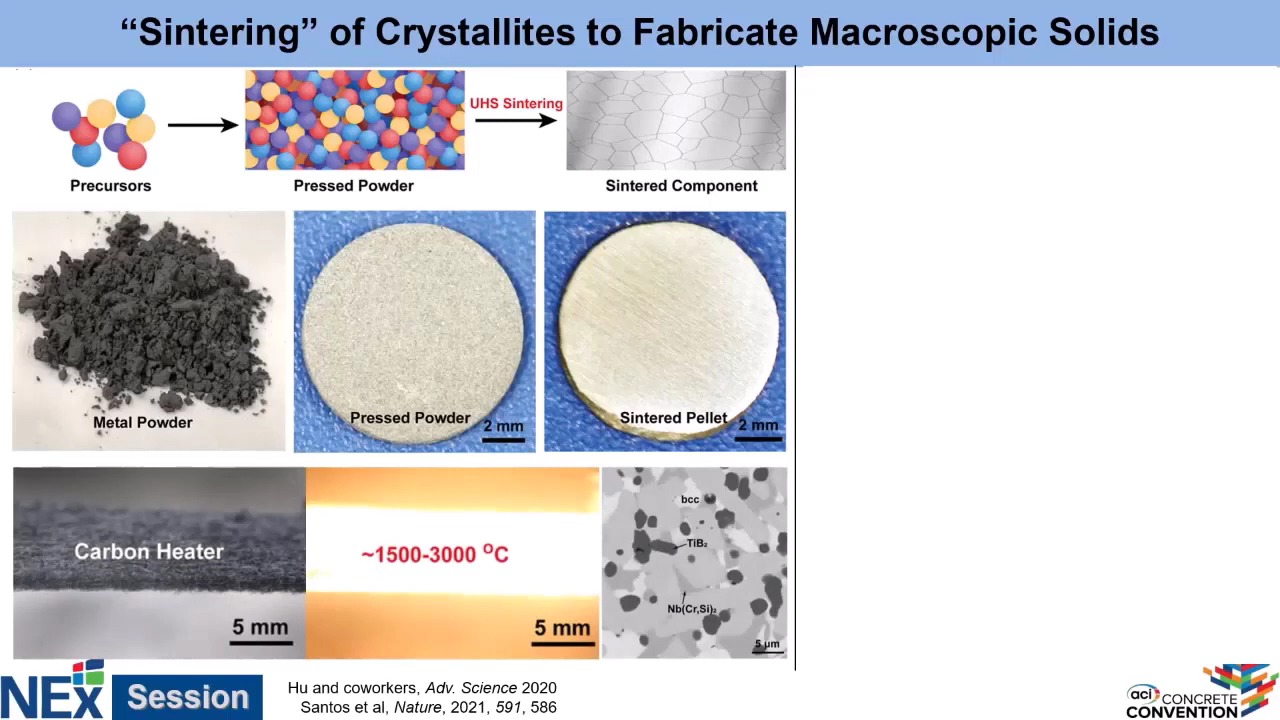 “Sintering” of Crystallites to Fabricate Macroscopic Solids
UHS Sintering
Precursors
Pressed Powder
Sintered Component
Metal Powder
Pressed Powder
2 mm
Sintered Pellet
2 mm
Carbon Heater
5 mm
~1500-3000 ᴼC
5 mm
bcc
TiB₂
Nb(Cr,Si)₂
5 μm
NEx
Session
Hu and coworkers, Adv. Science 2020
Santos et al, Nature, 2021, 591, 586
aci
CONCRETE
CONVENTION